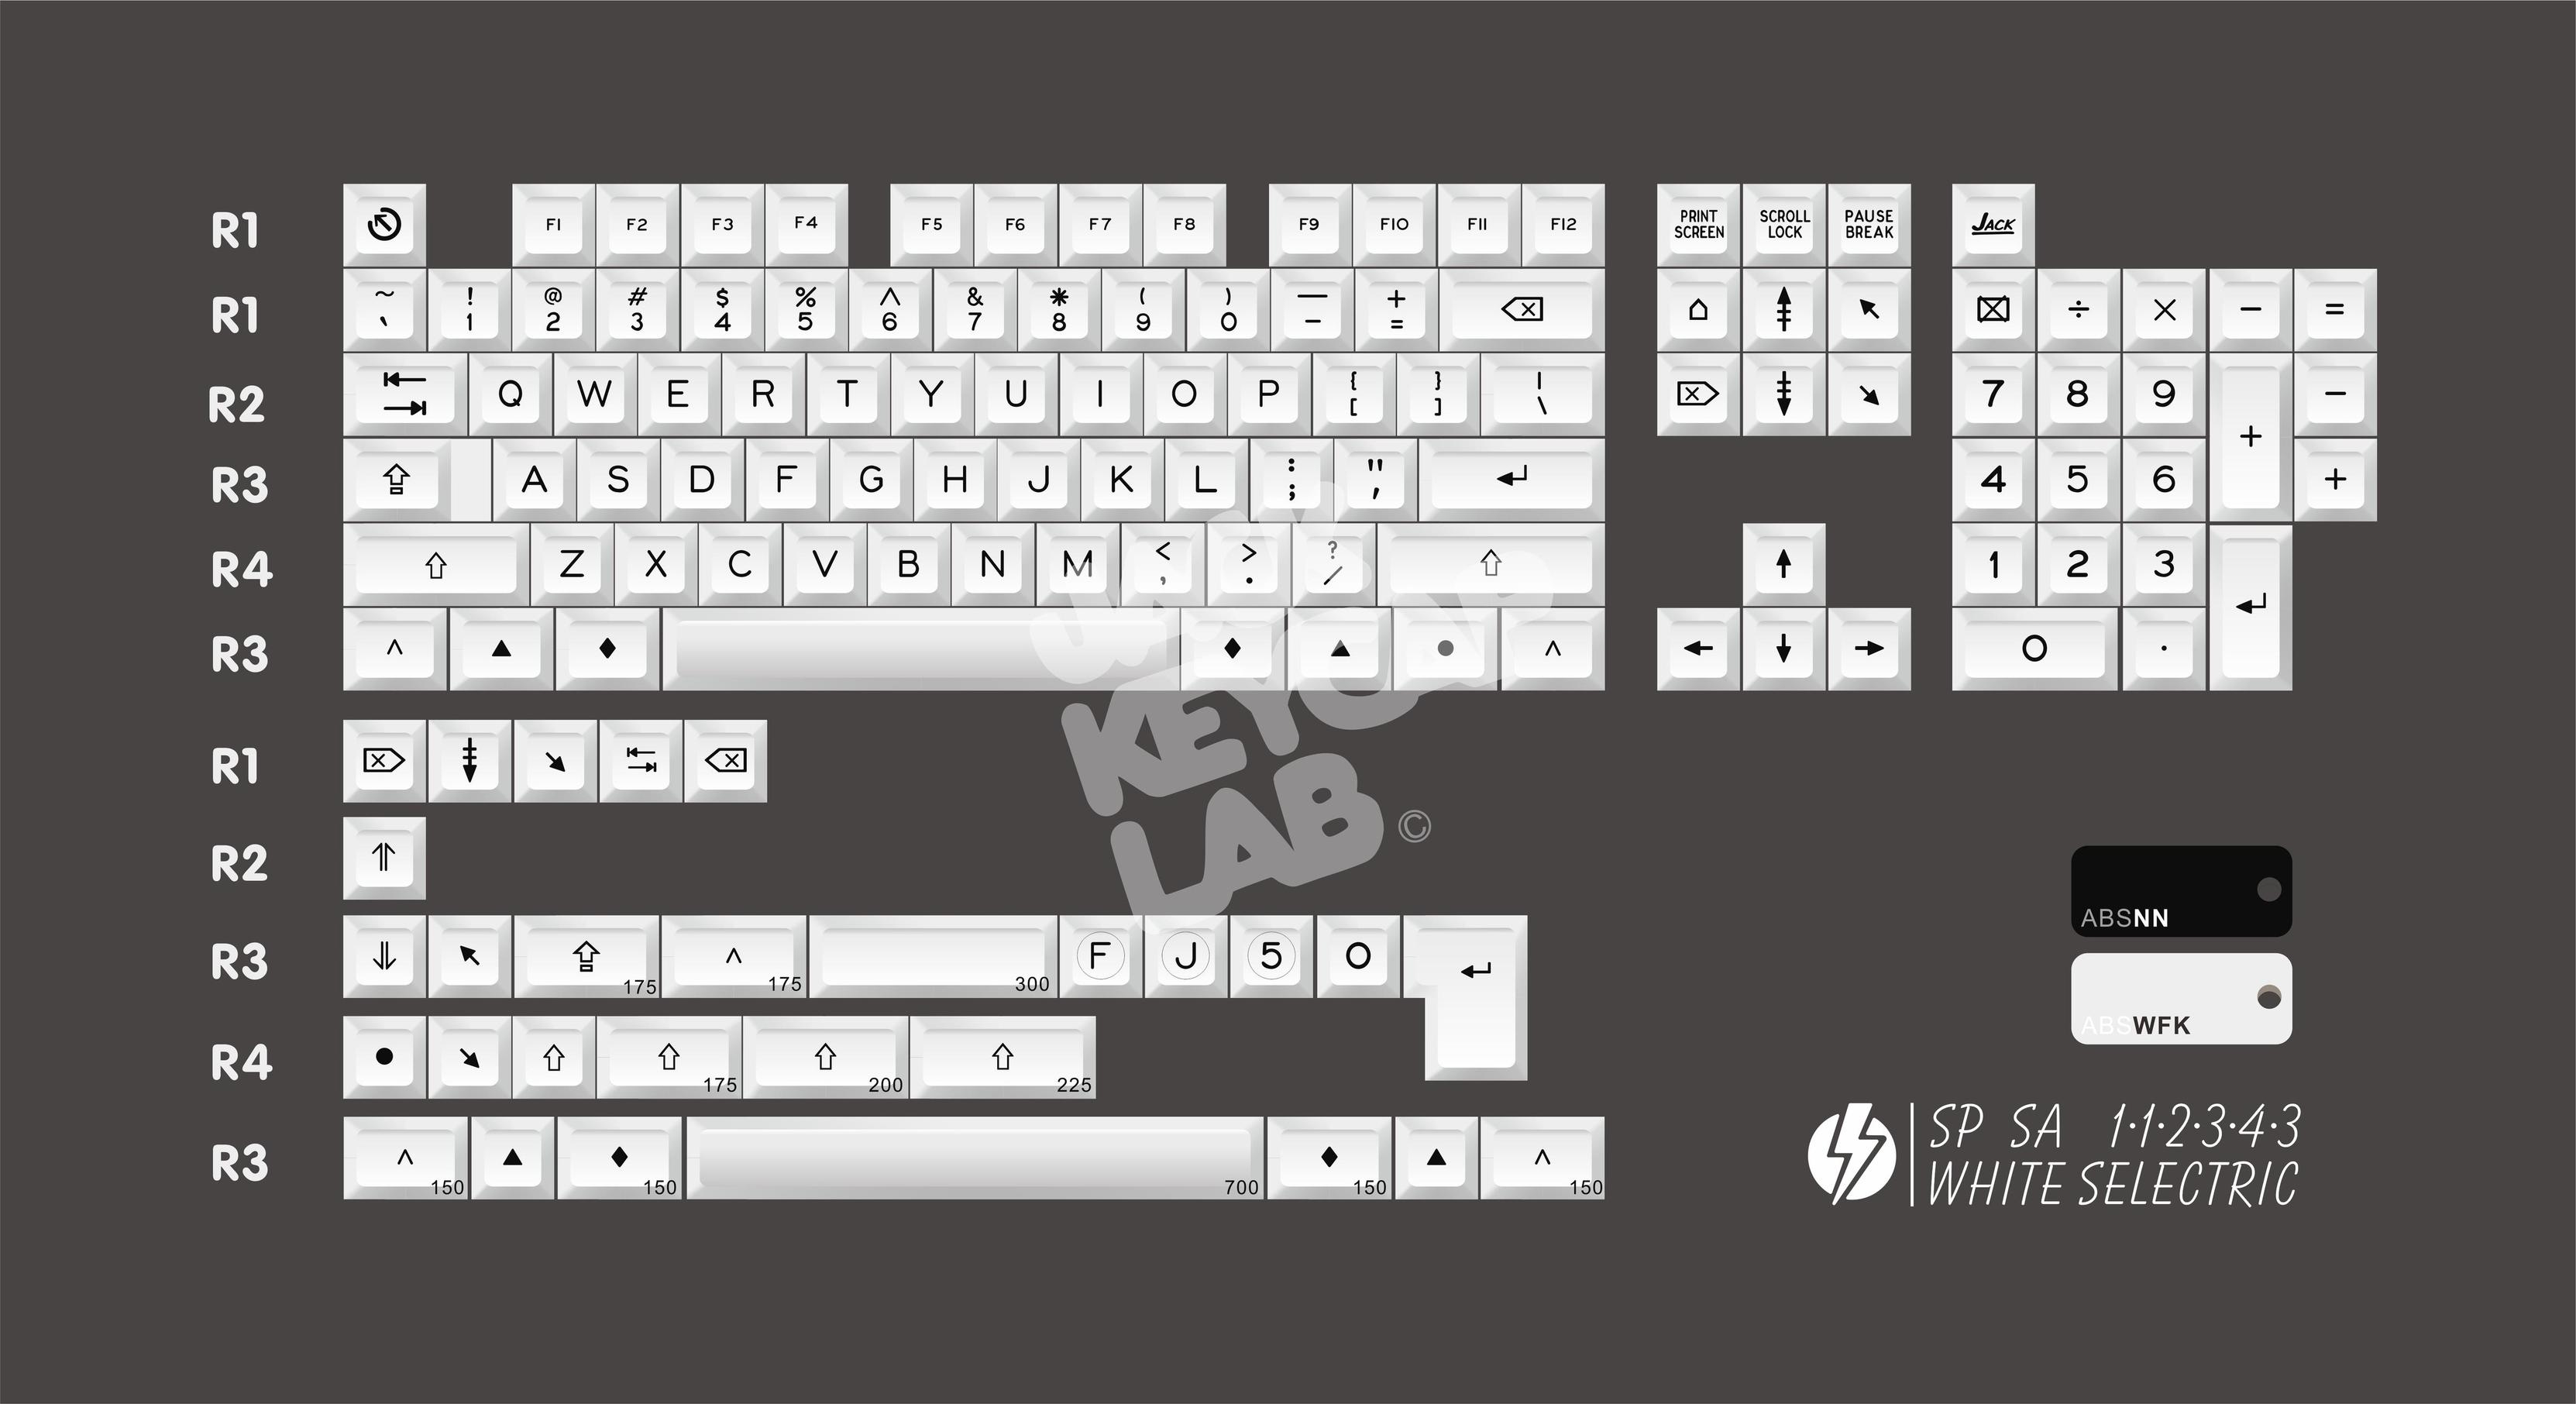 R1 F1 F2 F3 F4 F5 F6 F7 F8 F9 F10 F11 F12 PRINT SCREEN SCROLL LOCK PAUSE BREAK JACK
R1 ~ ` ! 1 @ 2 # 3 $ 4 % 5 ^ 6 & 7 * 8 ( 9 ) 0 — - + = ÷ × − =
R2 Q W E R T Y U I O P { [ } ] | \ 7 8 9 + −
R3 A S D F G H J K L : ; " ' 4 5 6 +
R4 Z X C V B N M < , > . ? / 1 2 3
R3 ^ ^ 0 .
JACK
KEYCAP
LAB ©
R1
R2
R3 175 ^ 175 300 F J 5 0
R4 175 200 225
R3 ^ 150 150 700 150 ^ 150
ABSNN
ABSWFK
SP SA 1·1·2·3·4·3
WHITE SELECTRIC